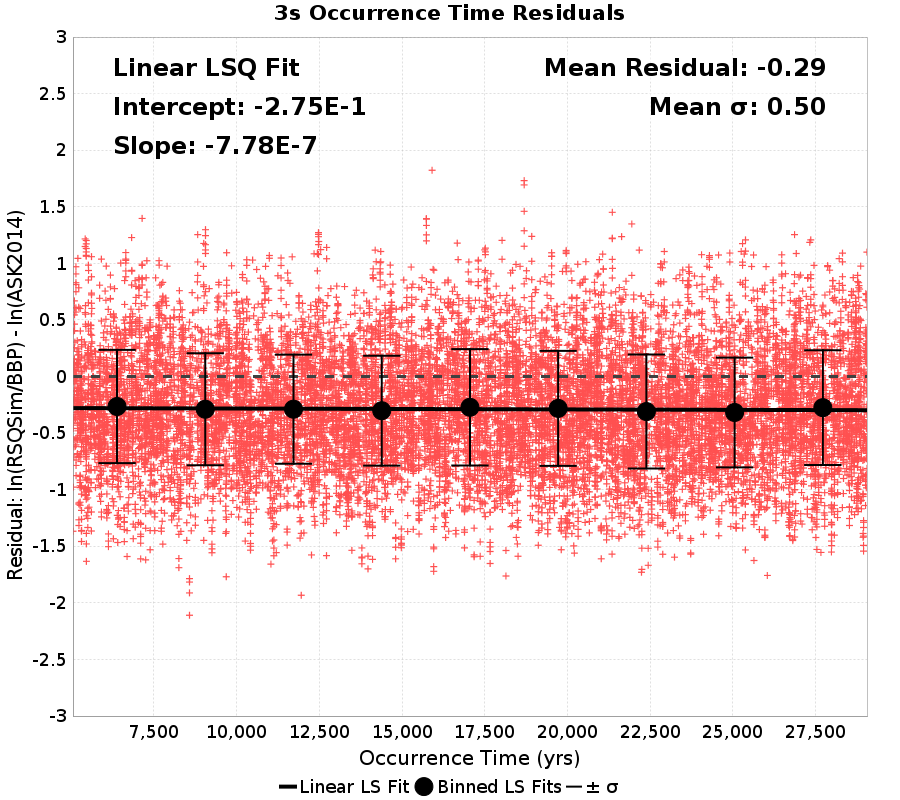 3s Occurrence Time Residuals
Linear LSQ Fit
Intercept: -2.75E-1
Slope: -7.78E-7
Mean Residual: -0.29
Mean σ: 0.50
Residual: ln(RSQSim/BBP) - ln(ASK2014)
3
2.5
2
1.5
1
0.5
0
-0.5
-1
-1.5
-2
-2.5
-3
7,500 10,000 12,500 15,000 17,500 20,000 22,500 25,000 27,500
Occurrence Time (yrs)
Linear LS Fit Binned LS Fits ± σ